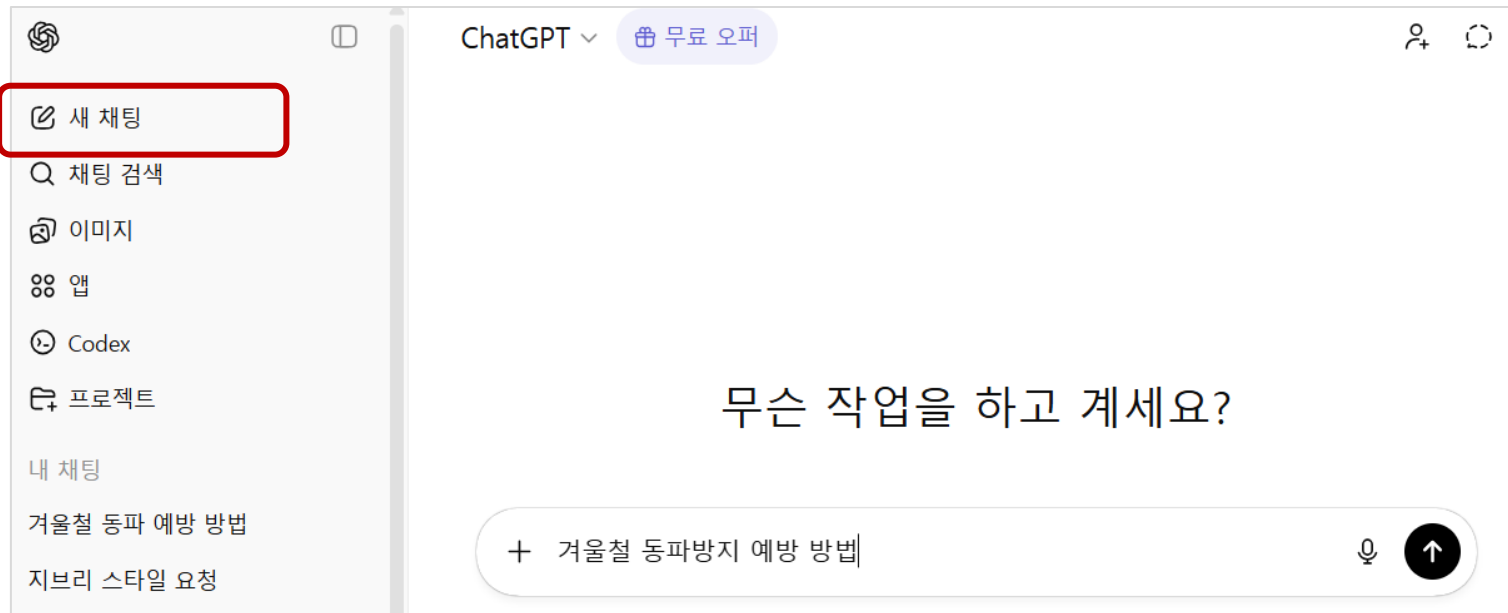 ChatGPT
무료 오퍼
새 채팅
채팅 검색
이미지
앱
Codex
프로젝트
내 채팅
겨울철 동파 예방 방법
지브리 스타일 요청
무슨 작업을 하고 계세요?
겨울철 동파방지 예방 방법